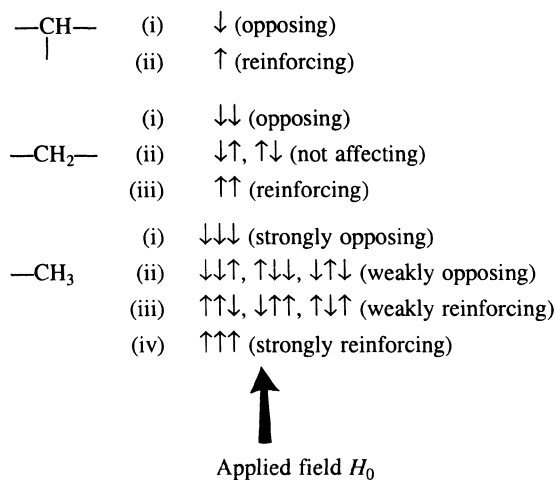 —CH— (i) ↓ (opposing)
(ii) ↑ (reinforcing)
(i) ↓↓ (opposing)
—CH₂— (ii) ↓↑, ↑↓ (not affecting)
(iii) ↑↑ (reinforcing)
(i) ↓↓↓ (strongly opposing)
—CH₃ (ii) ↓↓↑, ↑↓↓, ↓↑↓ (weakly opposing)
(iii) ↑↑↓, ↓↑↑, ↑↓↑ (weakly reinforcing)
(iv) ↑↑↑ (strongly reinforcing)
Applied field H₀